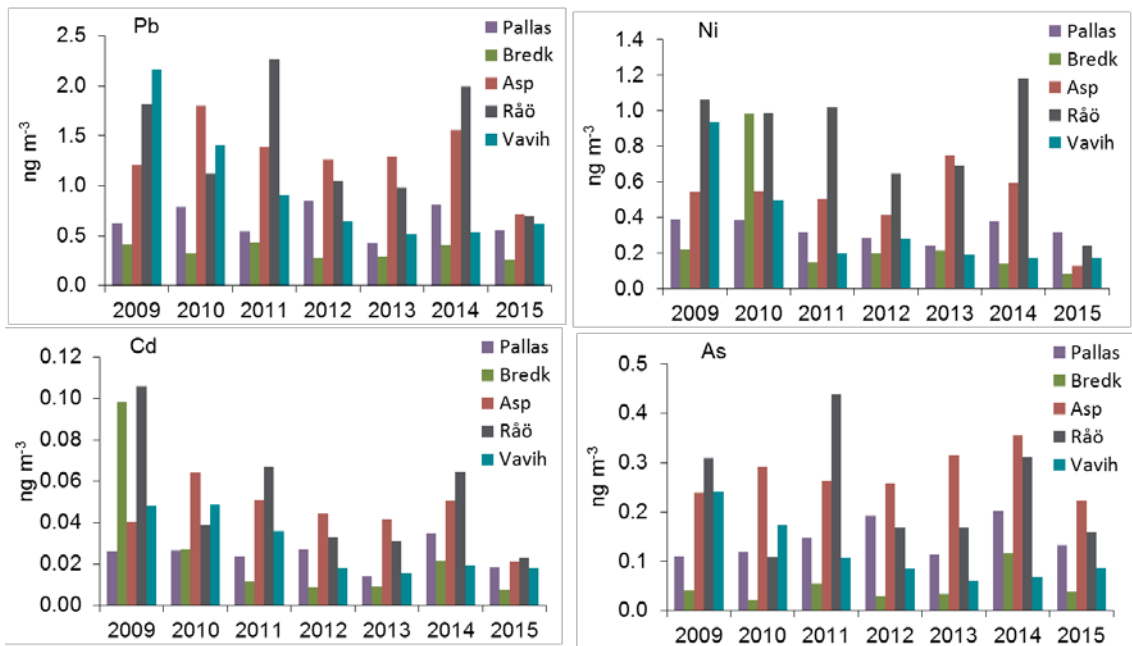 Pb
ng m-3
2.5
2.0
1.5
1.0
0.5
0.0
2009 2010 2011 2012 2013 2014 2015
Pallas
Bredk
Asp
Råö
Vavih
Ni
ng m-3
1.4
1.2
1.0
0.8
0.6
0.4
0.2
0.0
2009 2010 2011 2012 2013 2014 2015
Pallas
Bredk
Asp
Råö
Vavih
Cd
ng m-3
0.12
0.10
0.08
0.06
0.04
0.02
0.00
2009 2010 2011 2012 2013 2014 2015
Pallas
Bredk
Asp
Råö
Vavih
As
ng m-3
0.5
0.4
0.3
0.2
0.1
0.0
2009 2010 2011 2012 2013 2014 2015
Pallas
Bredk
Asp
Råö
Vavih